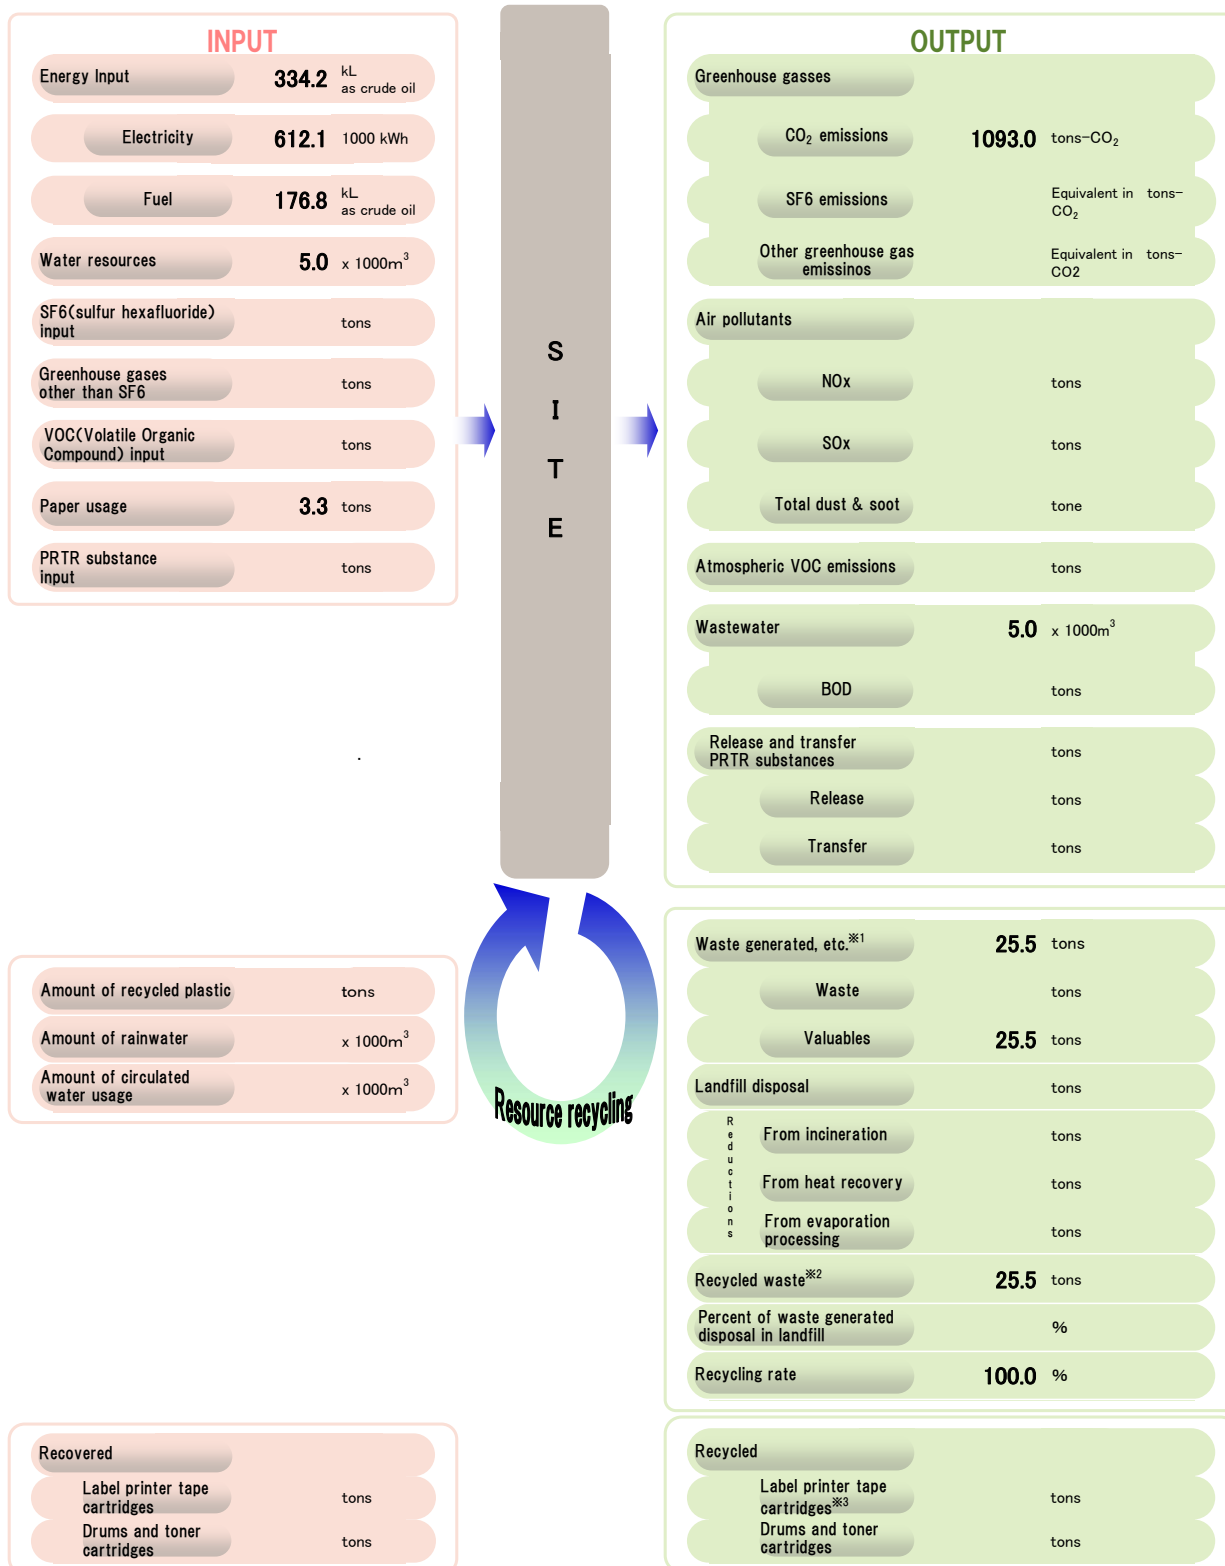 INPUT
Energy Input 334.2 kL as crude oil
Electricity 612.1 1000 kWh
Fuel 176.8 kL as crude oil
Water resources 5.0 x 1000m³
SF6(sulfur hexafluoride)
input tons
Greenhouse gases
other than SF6 tons
VOC(Volatile Organic
Compound) input tons
Paper usage 3.3 tons
PRTR substance
input tons
.
S
I
T
E
OUTPUT
Greenhouse gasses
CO₂ emissions 1093.0 tons-CO₂
SF6 emissions Equivalent in tons-
CO₂
Other greenhouse gas
emissinos Equivalent in tons-
CO2
Air pollutants
NOx tons
SOx tons
Total dust & soot tone
Atmospheric VOC emissions tons
Wastewater 5.0 x 1000m³
BOD tons
Release and transfer
PRTR substances tons
Release tons
Transfer tons
Amount of recycled plastic tons
Amount of rainwater x 1000m³
Amount of circulated
water usage x 1000m³
Resource recycling
Waste generated, etc.※1 25.5 tons
Waste tons
Valuables 25.5 tons
Landfill disposal tons
Reductions
From incineration tons
From heat recovery tons
From evaporation
processing tons
Recycled waste※2 25.5 tons
Percent of waste generated
disposal in landfill %
Recycling rate 100.0 %
Recovered
Label printer tape
cartridges tons
Drums and toner
cartridges tons
Recycled
Label printer tape
cartridges※3 tons
Drums and toner
cartridges tons